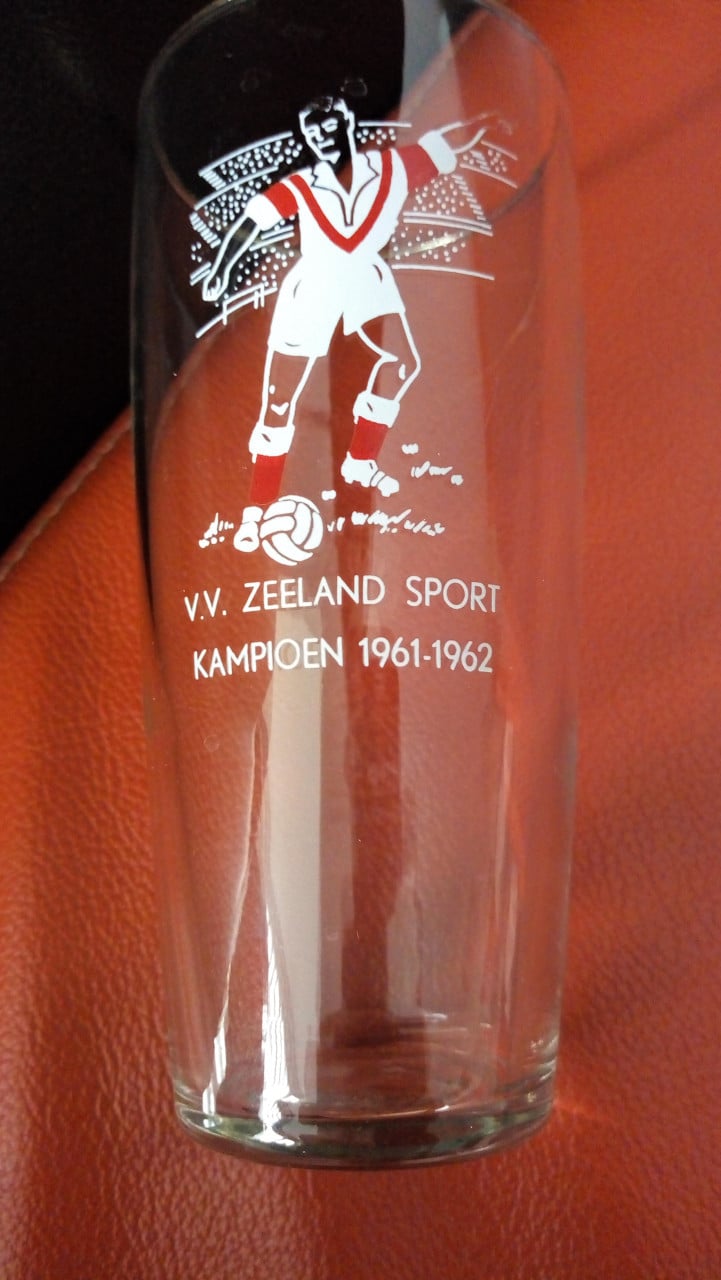 V.V. ZEELAND SPORT
KAMPIOEN 1961-1962